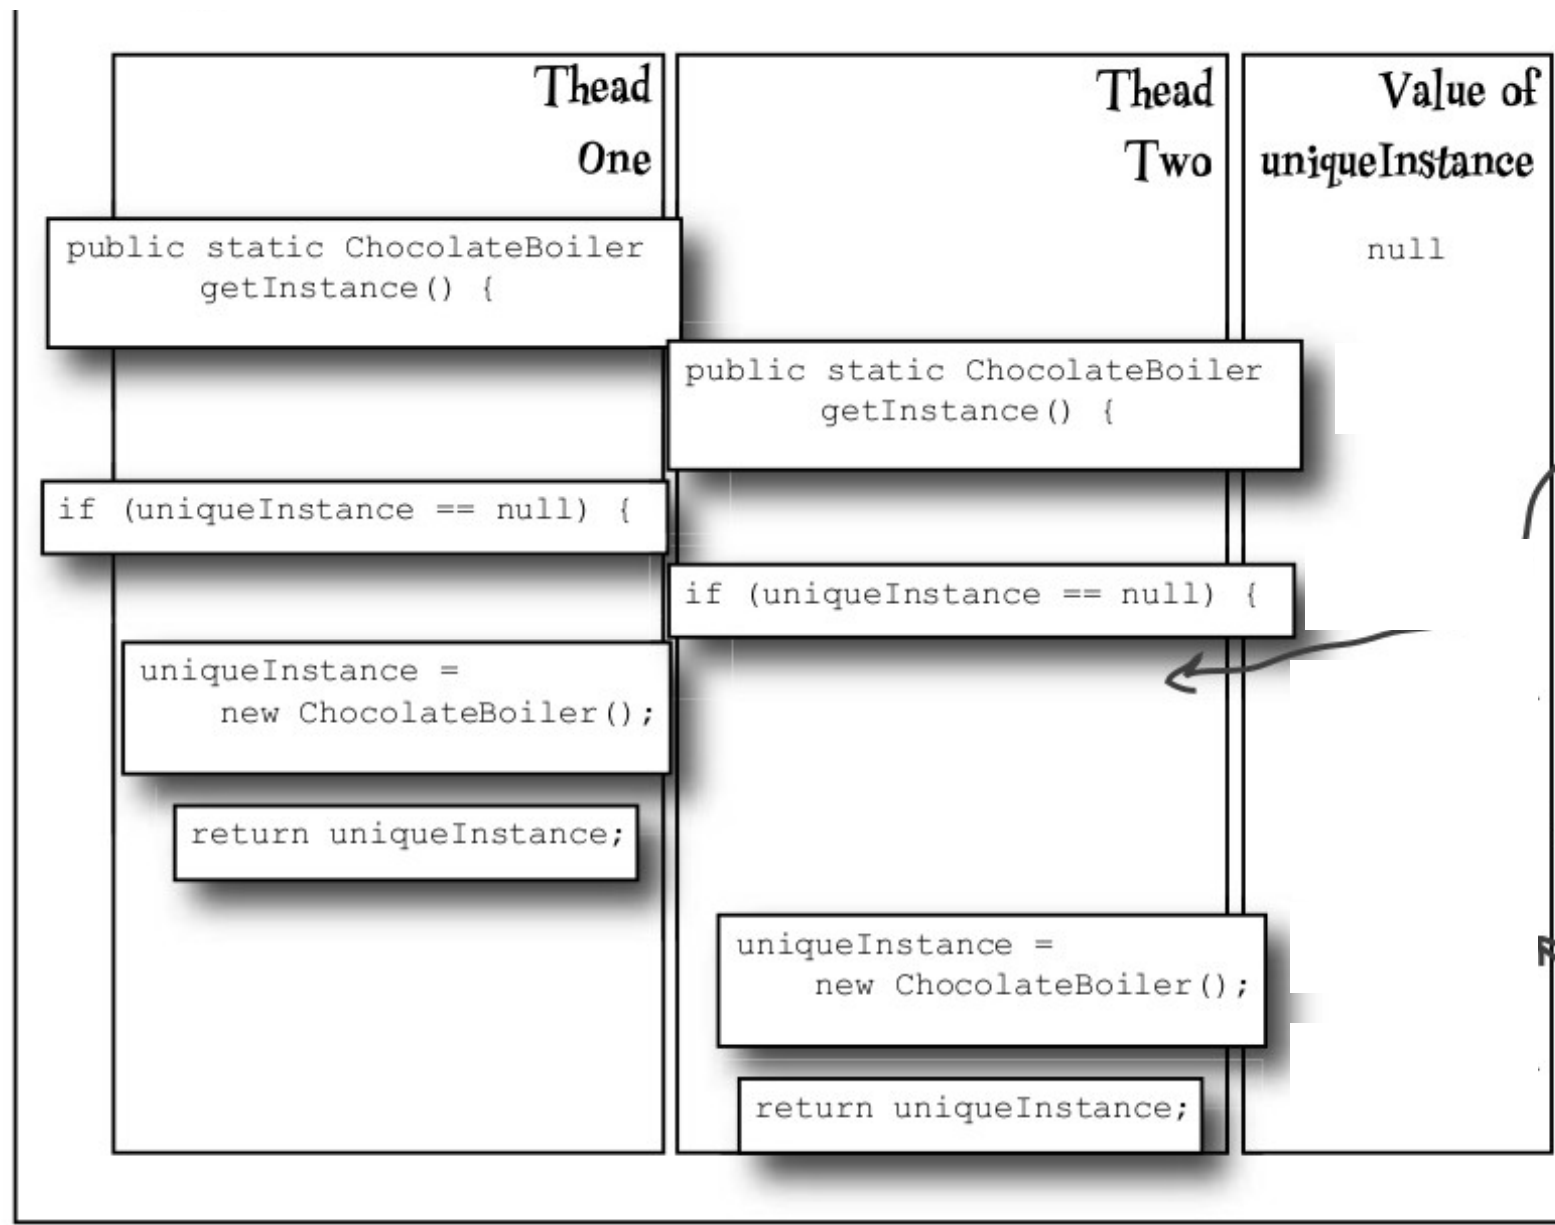 Thead
One
Thead
Two
Value of
uniqueInstance
public static ChocolateBoiler
getInstance() {
null
public static ChocolateBoiler
getInstance() {
if (uniqueInstance == null) {
if (uniqueInstance == null) {
uniqueInstance =
new ChocolateBoiler();
return uniqueInstance;
uniqueInstance =
new ChocolateBoiler();
return uniqueInstance;